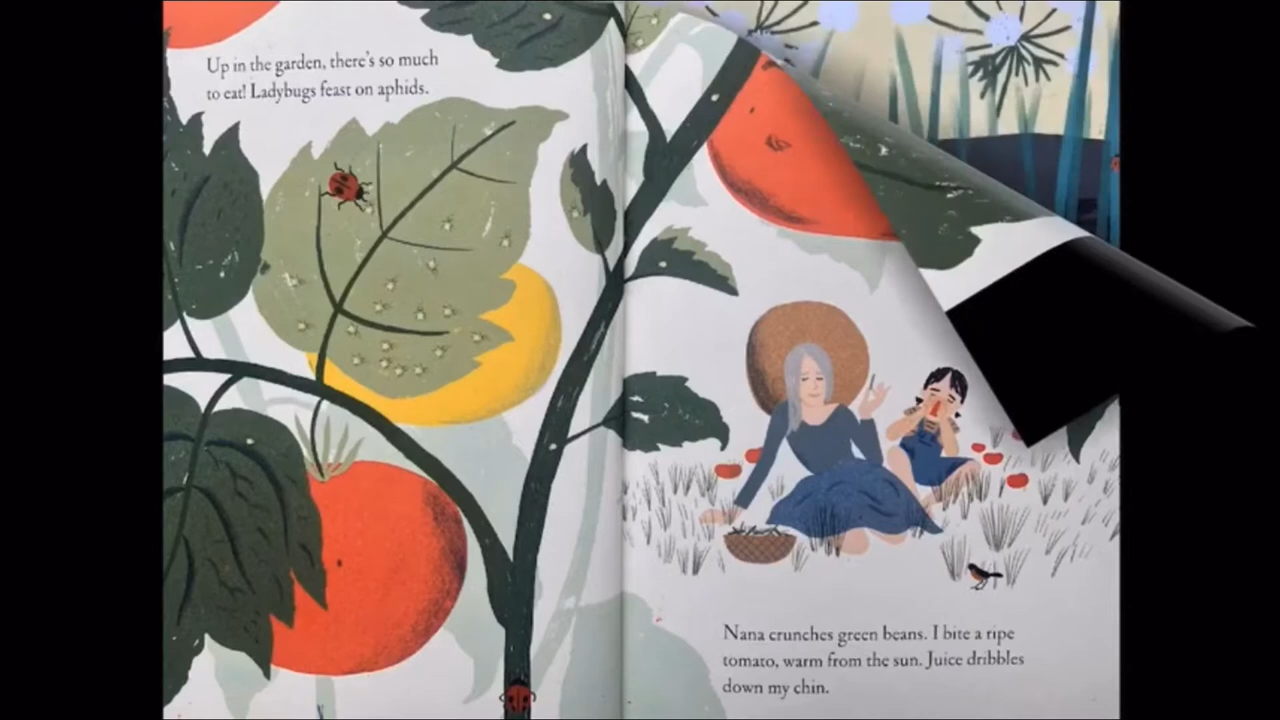 Up in the garden, there's so much
to eat! Ladybugs feast on aphids.
Nana crunches green beans. I bite a ripe
tomato, warm from the sun. Juice dribbles
down my chin.